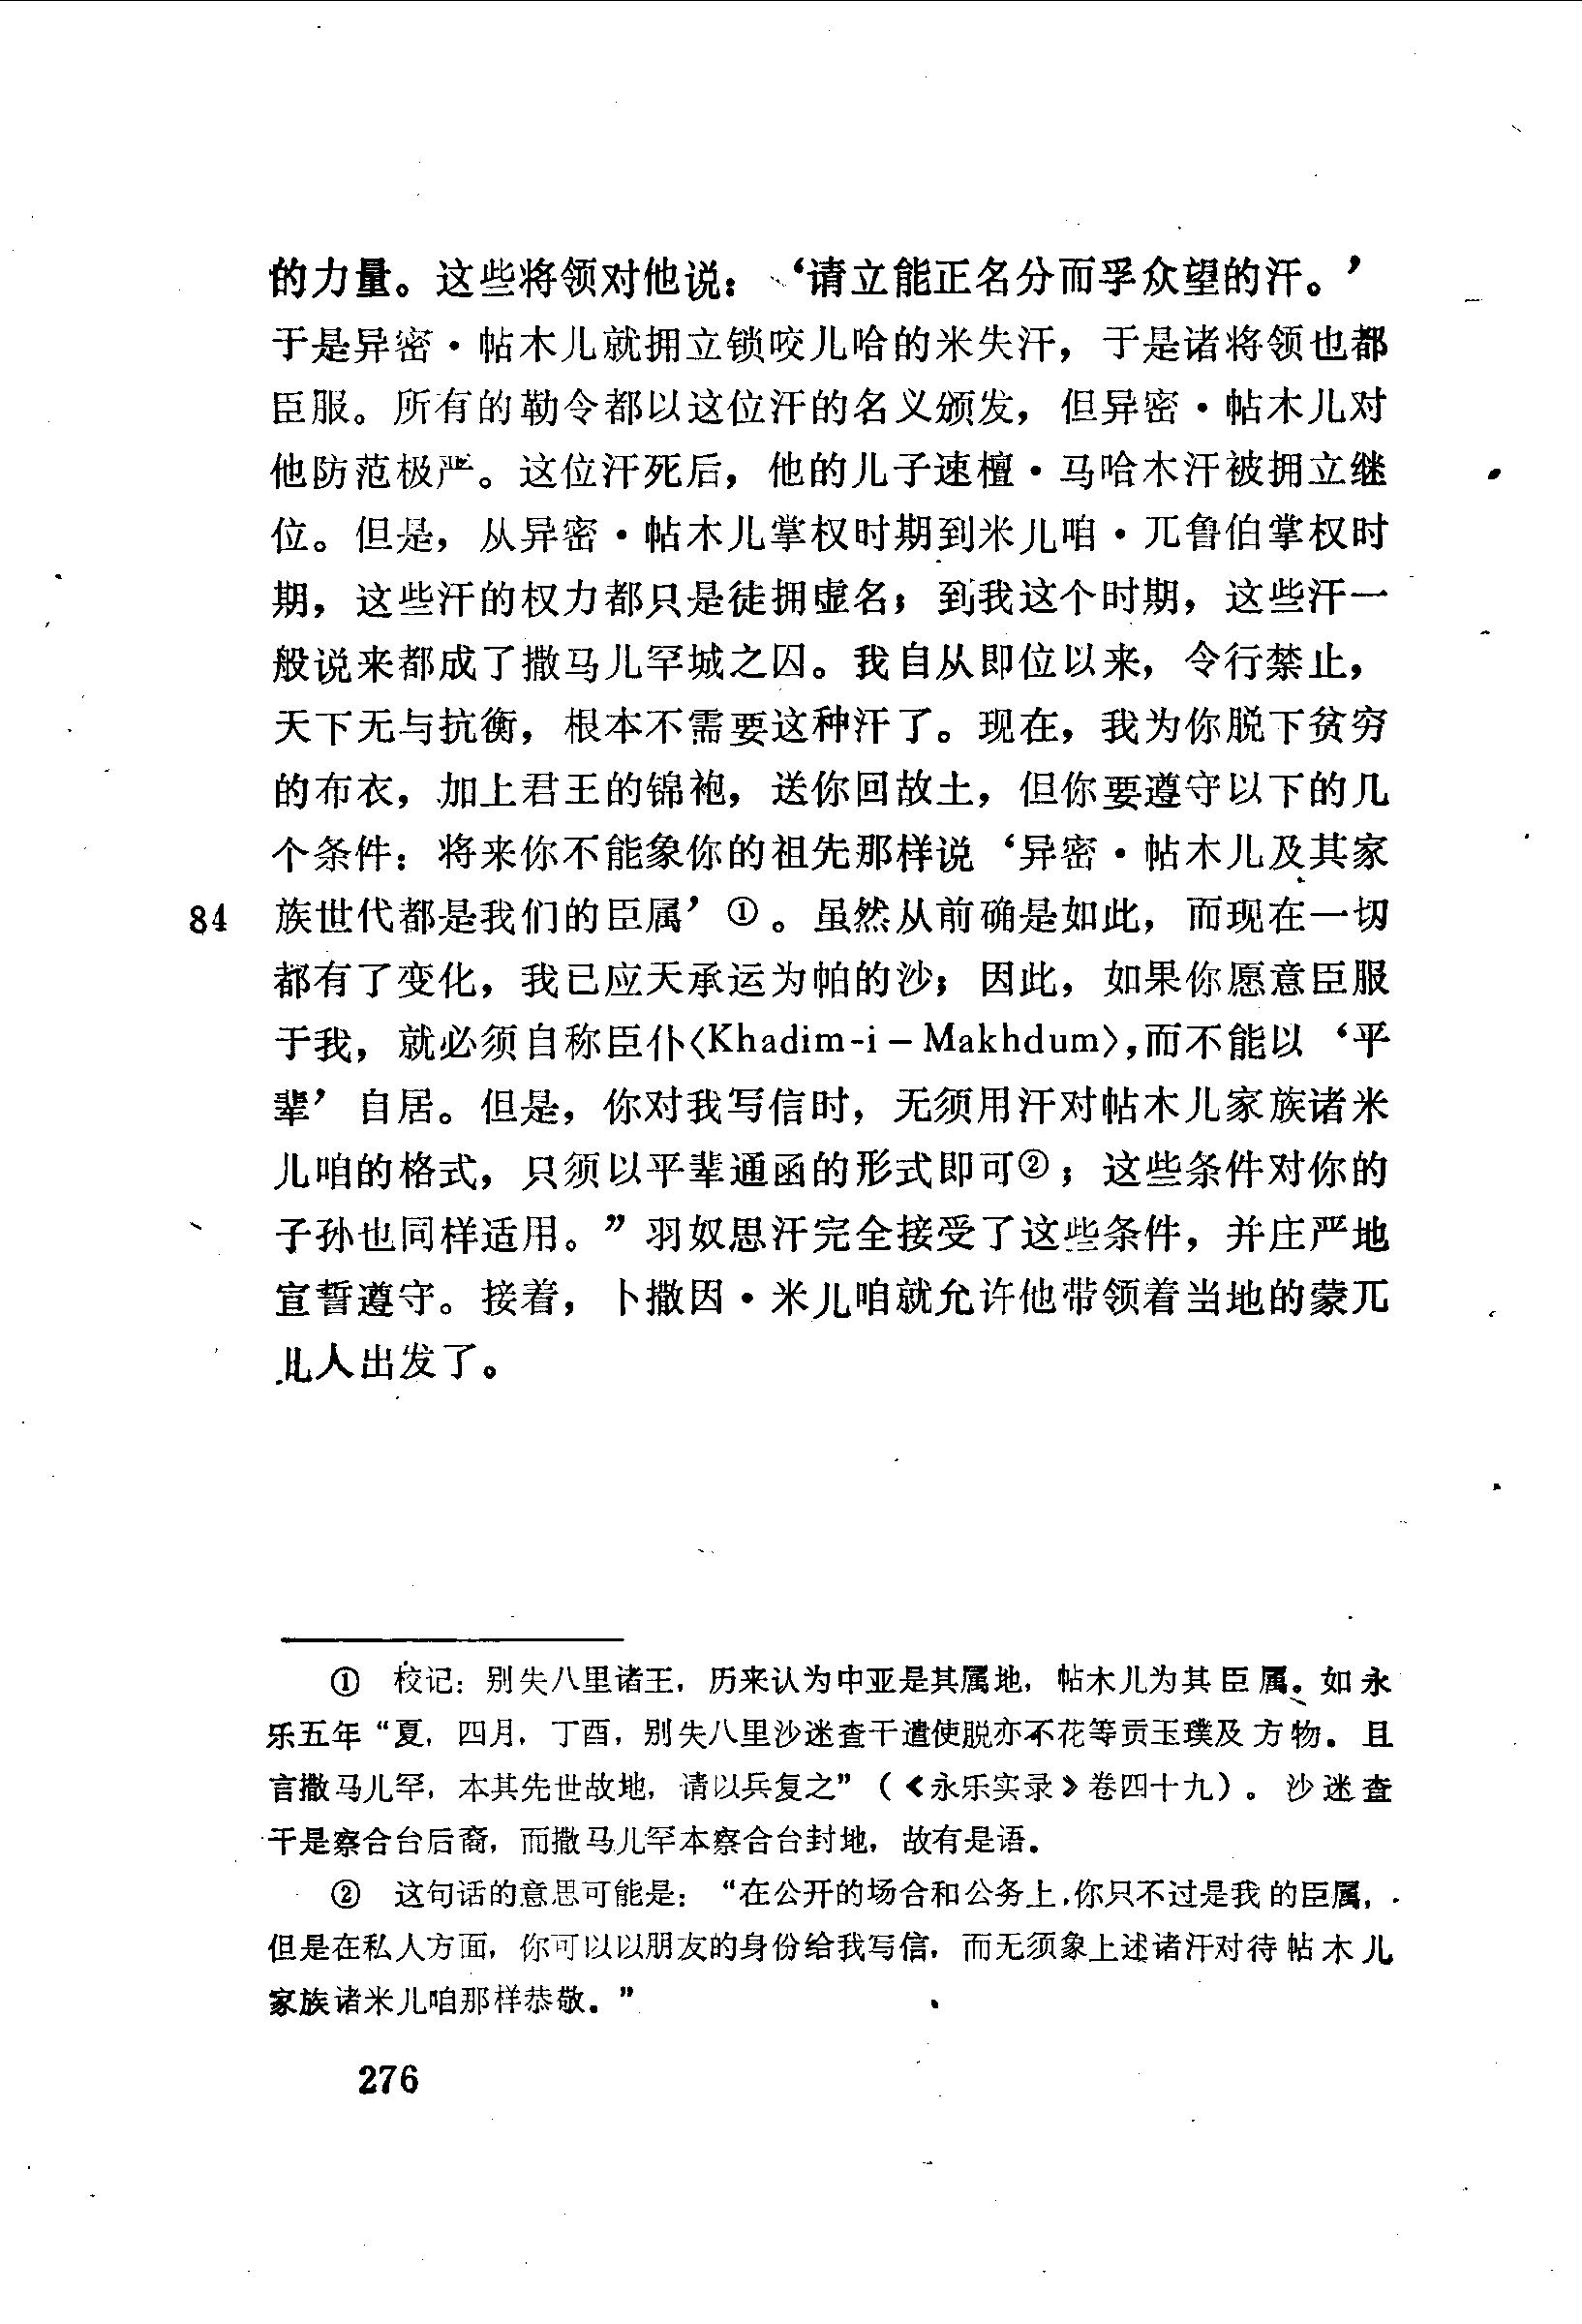 的力量。这些将领对他说：‘请立能正名分而孚众望的汗。’
于是异密·帖木儿就拥立锁咬儿哈的米失汗，于是诸将领也都
臣服。所有的勒令都以这位汗的名义颁发，但异密·帖木儿对
他防范极严。这位汗死后，他的儿子速檀·马哈木汗被拥立继
位。但是，从异密·帖木儿掌权时期到米儿咱·兀鲁伯掌权时
期，这些汗的权力都只是徒拥虚名；到我这个时期，这些汗一
般说来都成了撒马儿罕城之囚。我自从即位以来，令行禁止，
天下无与抗衡，根本不需要这种汗了。现在，我为你脱下贫穷
的布衣，加上君王的锦袍，送你回故土，但你要遵守以下的几
个条件：将来你不能象你的祖先那样说‘异密·帖木儿及其家
84 族世代都是我们的臣属’①。虽然从前确是如此，而现在一切
都有了变化，我已应天承运为帕的沙；因此，如果你愿意臣服
于我，就必须自称臣仆〈Khadim-i－Makhdum〉，而不能以‘平
辈’自居。但是，你对我写信时，无须用汗对帖木儿家族诸米
儿咱的格式，只须以平辈通函的形式即可②；这些条件对你的
子孙也同样适用。”羽奴思汗完全接受了这些条件，并庄严地
宣誓遵守。接着，卜撒因·米儿咱就允许他带领着当地的蒙兀
儿人出发了。
① 校记：别失八里诸王，历来认为中亚是其属地，帖木儿为其臣属。如永
乐五年“夏，四月，丁酉，别失八里沙迷查干遣使脱亦不花等贡玉璞及方物。且
言撒马儿罕，本其先世故地，请以兵复之”（《永乐实录》卷四十九）。沙迷查
干是察合台后裔，而撒马儿罕本察合台封地，故有是语。
② 这句话的意思可能是：“在公开的场合和公务上，你只不过是我的臣属，
但是在私人方面，你可以以朋友的身份给我写信，而无须象上述诸汗对待帖木儿
家族诸米儿咱那样恭敬。”
276